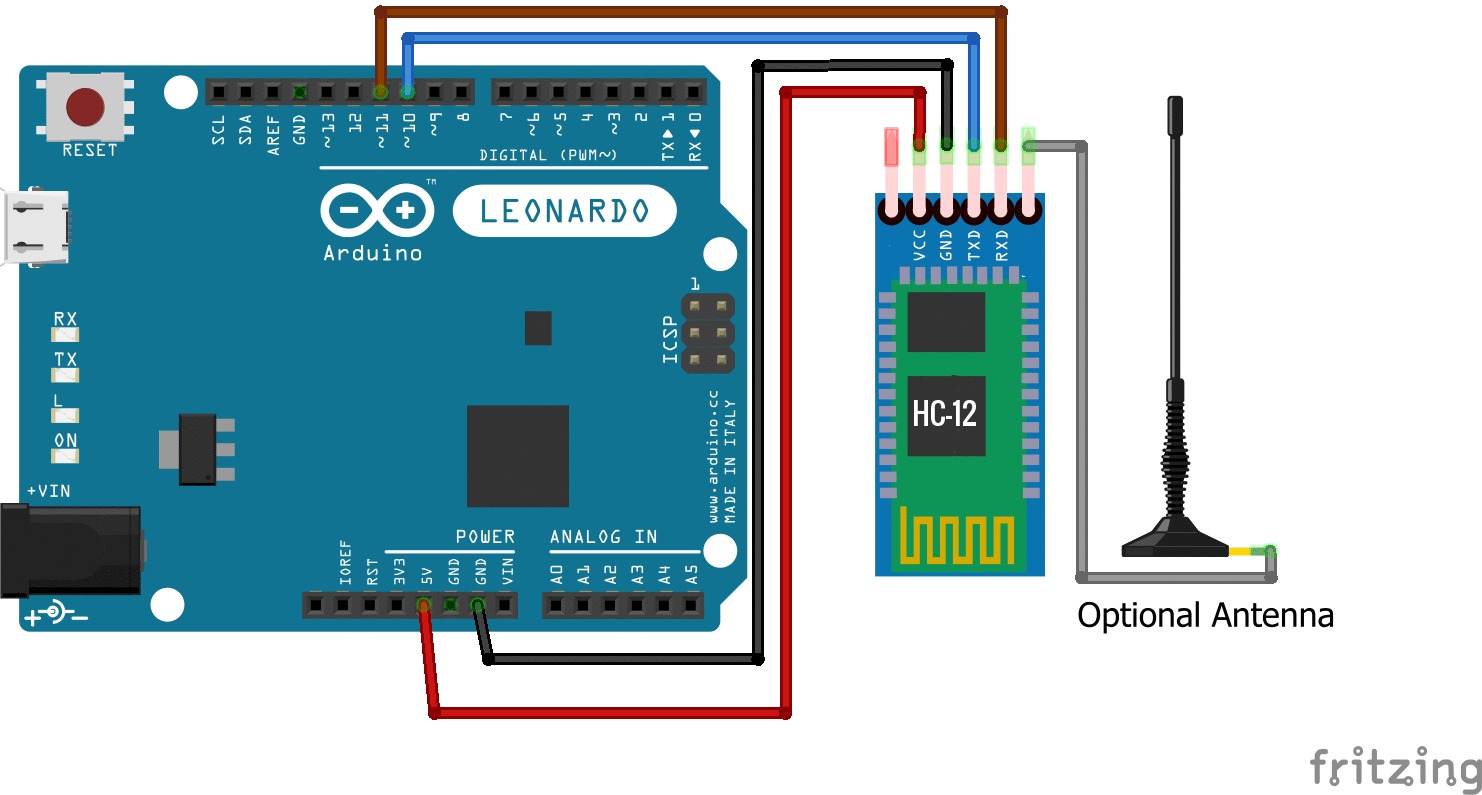 RESET
SCL
SDA
AREF
GND
~13
12
~11
~10
~9
8
7
~6
~5
4
~3
2
TX▶1
RX◀0
DIGITAL (PWM~)
TM
LEONARDO
Arduino
RX
TX
L
ON
+VIN
1
ICSP
www.arduino.cc
MADE IN ITALY
POWER
ANALOG IN
IOREF
RST
3V3
5V
GND
GND
VIN
A0
A1
A2
A3
A4
A5
VCC
GND
TXD
RXD
HC-12
Optional Antenna
fritzing